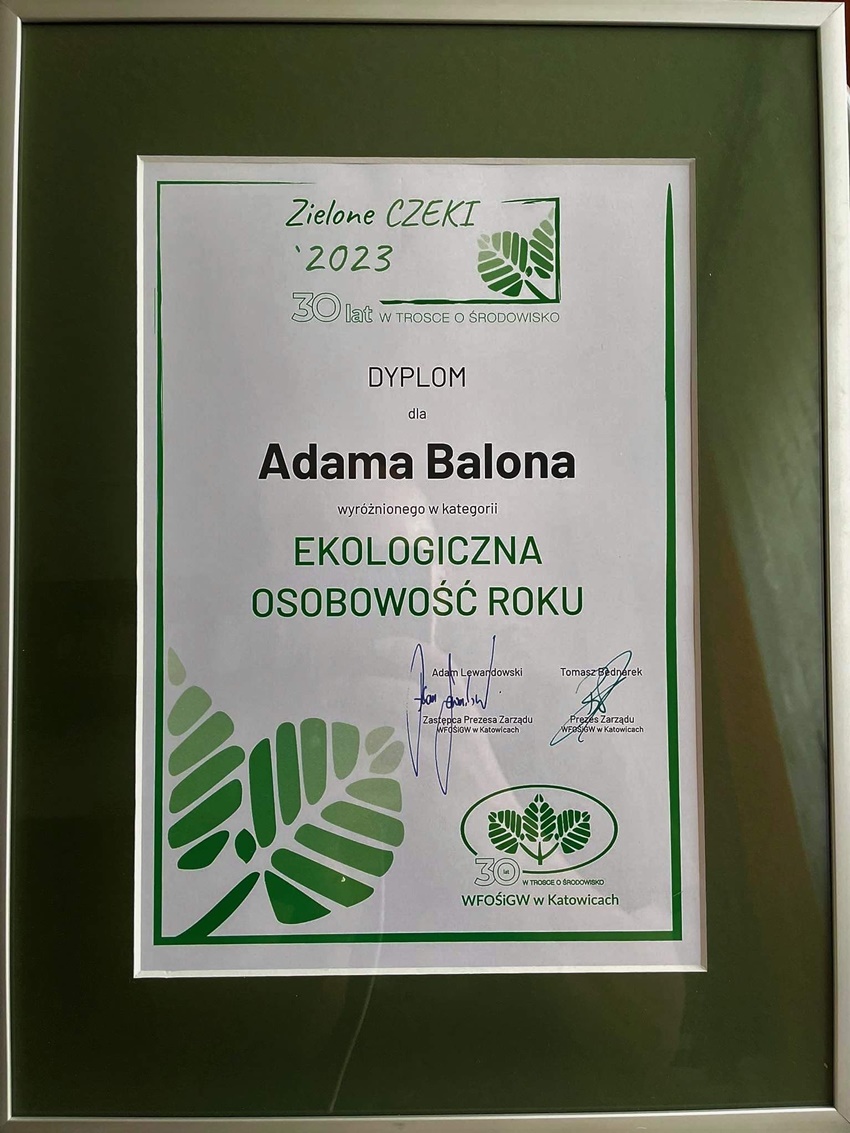 Zielone CZEKI
'2023
30 lat W TROSCE O ŚRODOWISKO
DYPLOM
dla
Adama Balona
wyróżnionego w kategorii
EKOLOGICZNA
OSOBOWOŚĆ ROKU
Adam Lewandowski Tomasz Bednarek
Zastępca Prezesa Zarządu Prezes Zarządu
WFOŚiGW w Katowicach WFOŚiGW w Katowicach
30 lat W TROSCE O ŚRODOWISKO
WFOŚiGW w Katowicach